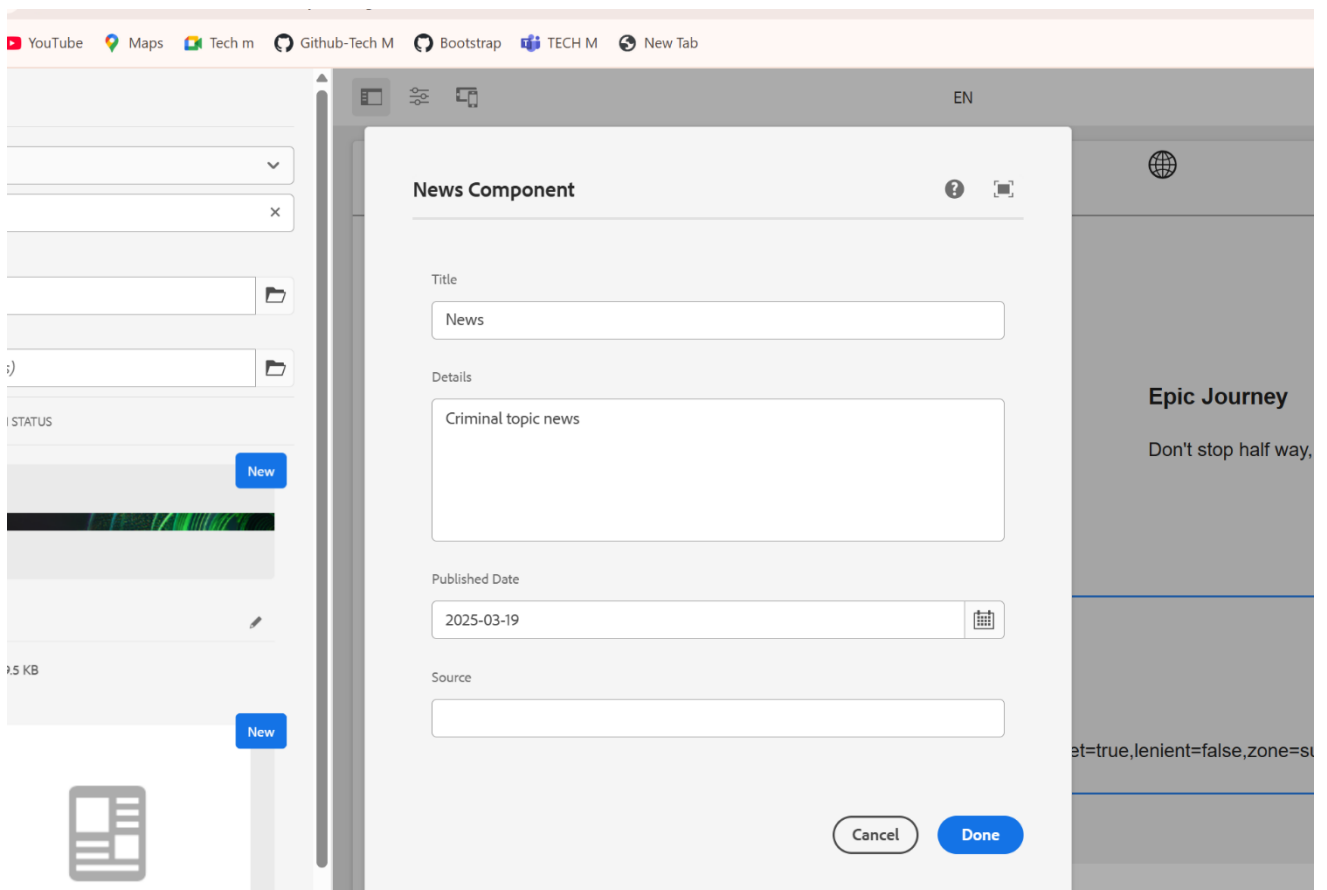 YouTube Maps Tech m Github-Tech M Bootstrap TECH M New Tab
EN
News Component
Title
News
Details
Criminal topic news
Published Date
2025-03-19
Source
Cancel Done
s)
STATUS
New
9.5 KB
New
Epic Journey
Don't stop half way,
et=true,lenient=false,zone=su